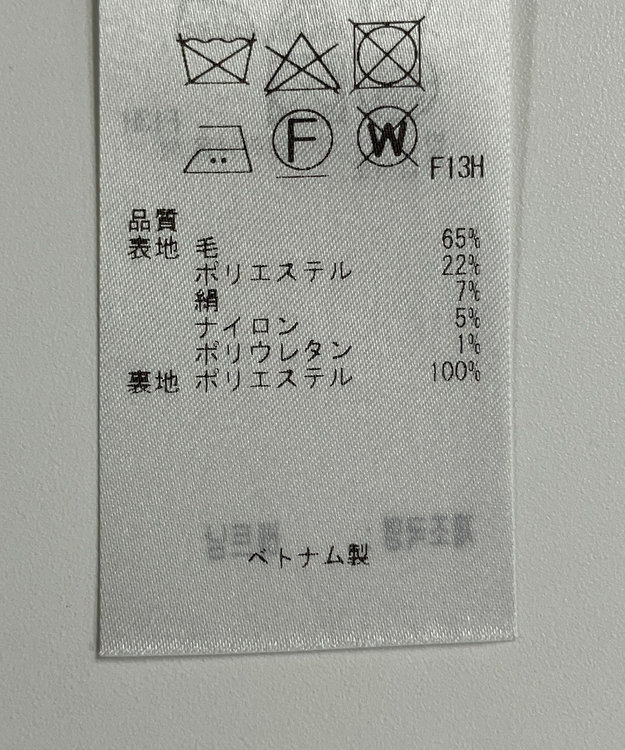 F W F13H
品質
表地 毛 65%
ポリエステル 22%
絹 7%
ナイロン 5%
ポリウレタン 1%
裏地 ポリエステル 100%
ベトナム製